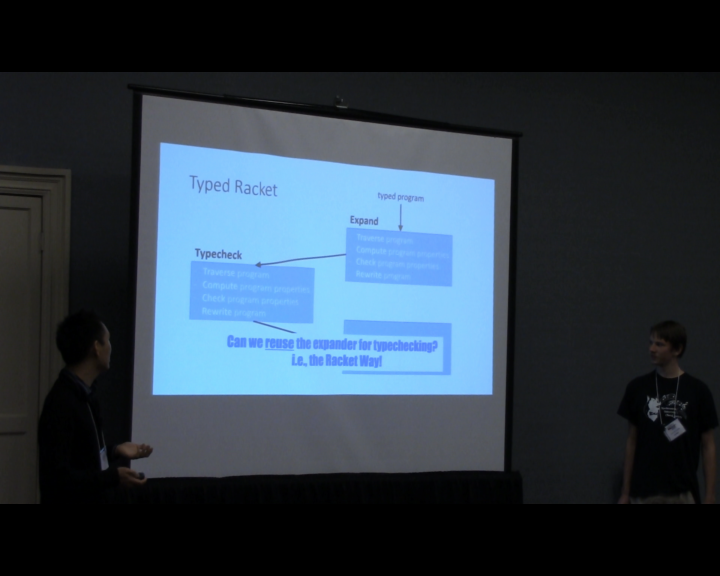 Typed Racket
typed program
Expand
Traverse program
Compute program properties
Check program properties
Rewrite program
Typecheck
Traverse program
Compute program properties
Check program properties
Rewrite program
Can we reuse the expander for typechecking?
i.e., the Racket Way!